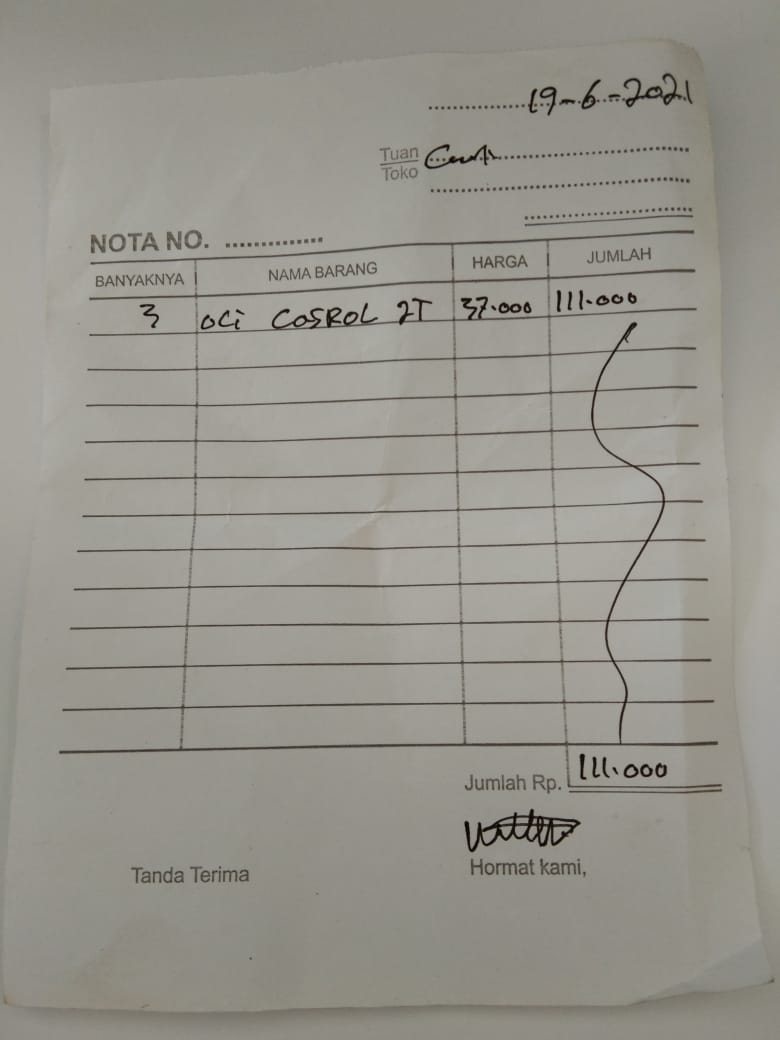 19-6-2021
Tuan
Toko
NOTA NO.
BANYAKNYA NAMA BARANG HARGA JUMLAH
3 oci COSROL 2T 37.000 111.000
Jumlah Rp. 111.000
Tanda Terima Hormat kami,